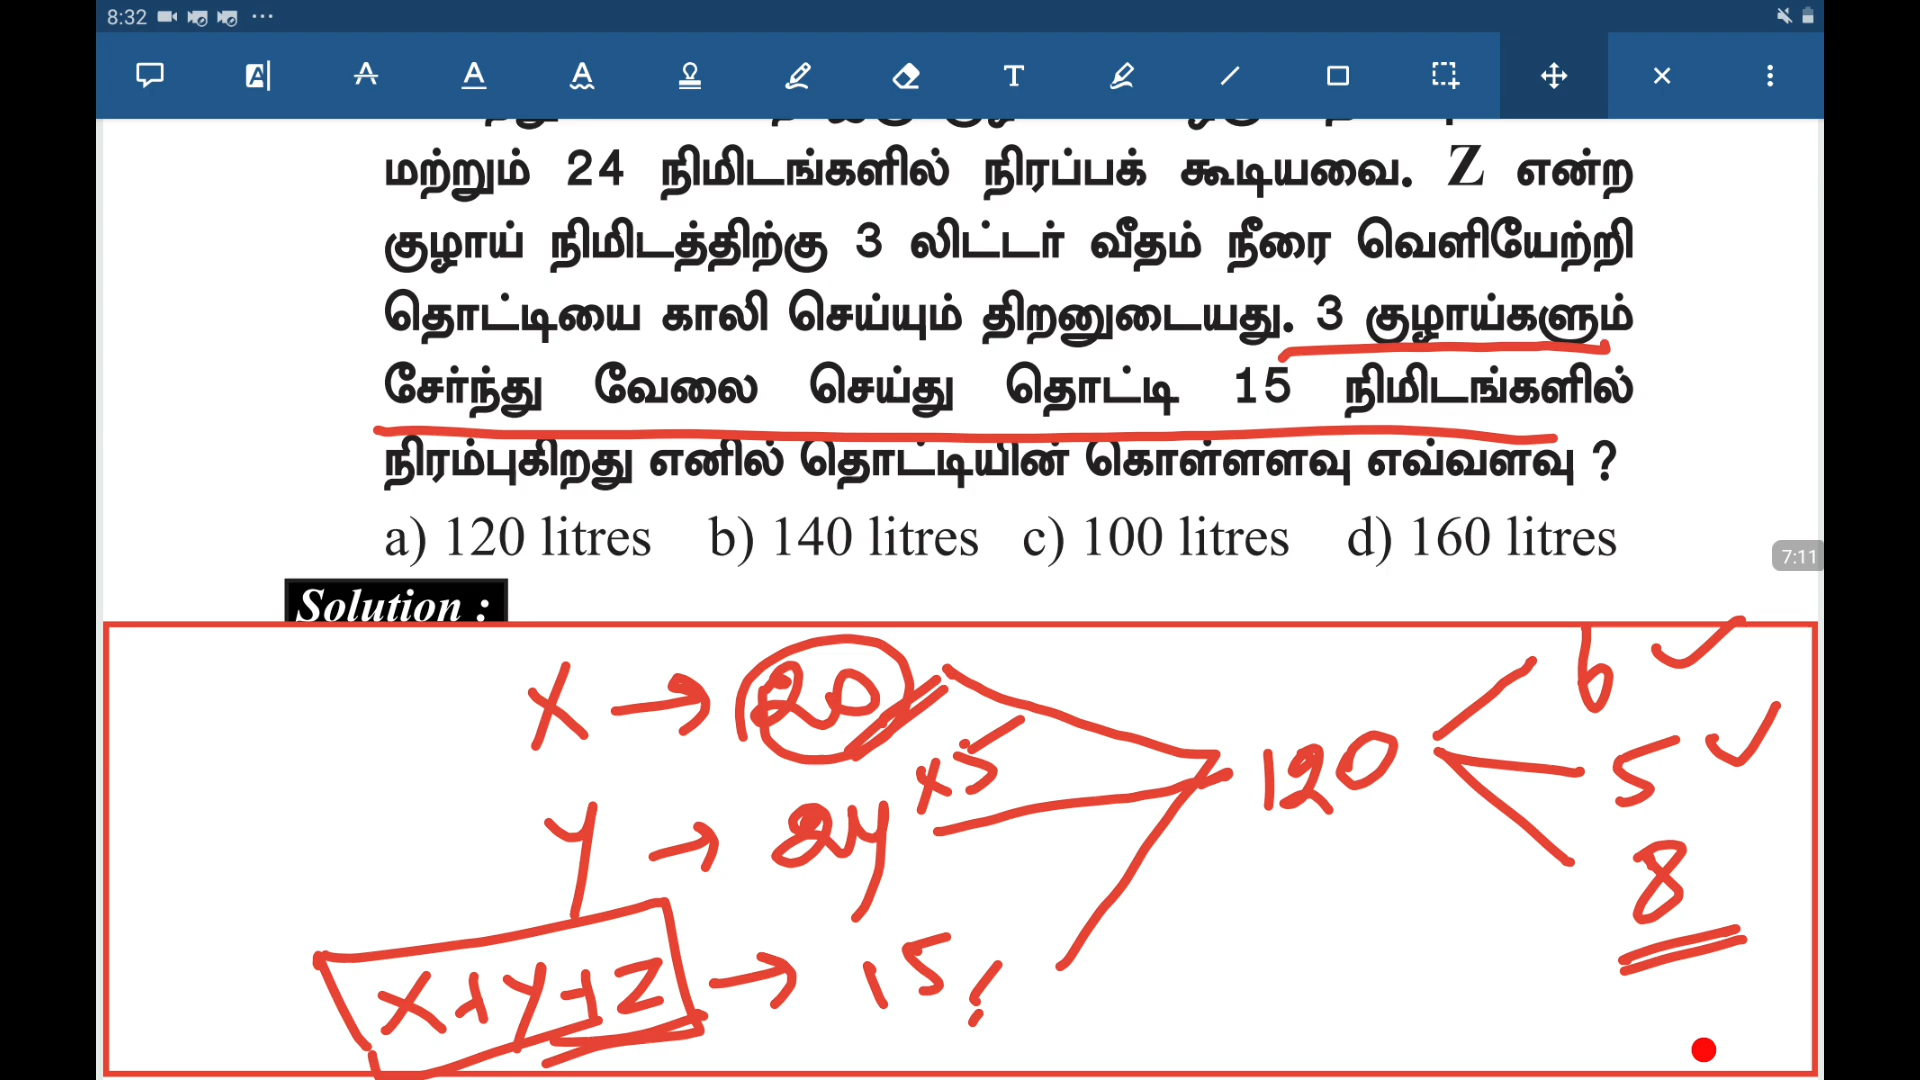 8:32
மற்றும் 24 நிமிடங்களில் நிரப்பக் கூடியவை. Z என்ற
குழாய் நிமிடத்திற்கு 3 லிட்டர் வீதம் நீரை வெளியேற்றி
தொட்டியை காலி செய்யும் திறனுடையது. 3 குழாய்களும்
சேர்ந்து வேலை செய்து தொட்டி 15 நிமிடங்களில்
நிரம்புகிறது எனில் தொட்டியின் கொள்ளளவு எவ்வளவு ?
a) 120 litres b) 140 litres c) 100 litres d) 160 litres
7:11
Solution :
X → 20
x5
y → 24
x+y+z → 15
120
6
5
8